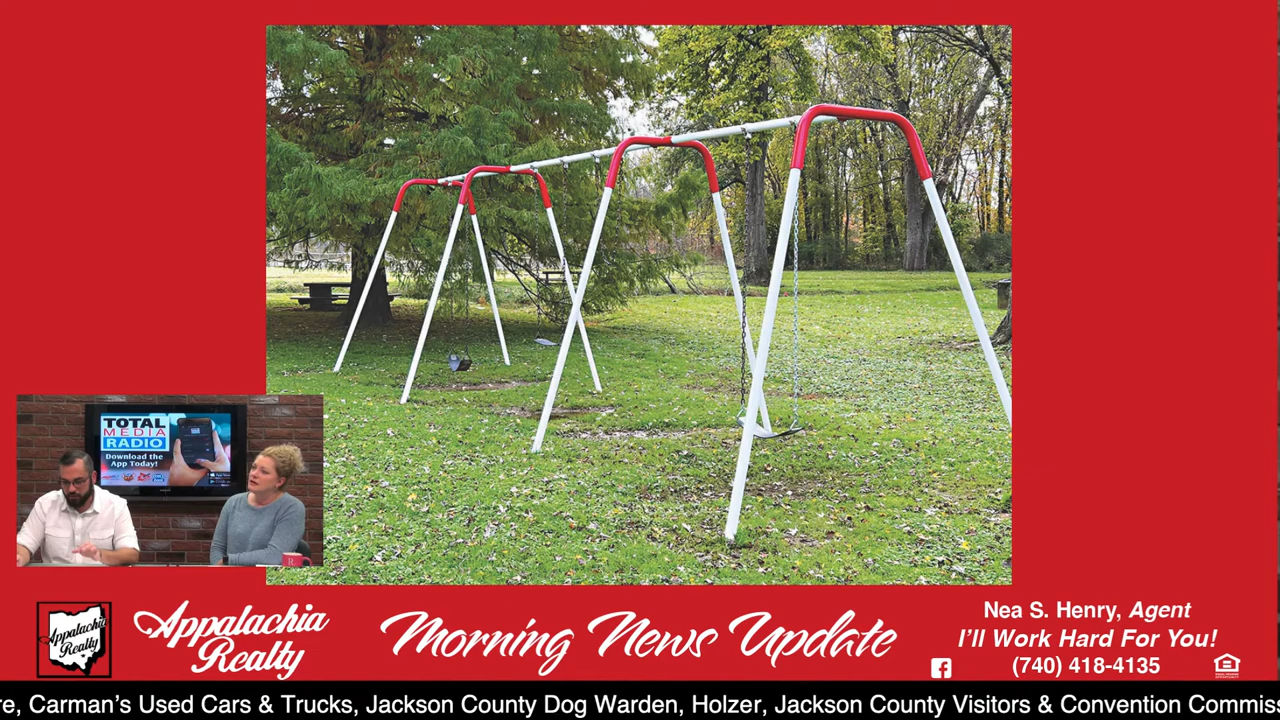 TOTAL
MEDIA
RADIO
Download the
App Today!
Appalachia
Realty
Appalachia
Realty
Morning News Update
Nea S. Henry, Agent
I'll Work Hard For You!
(740) 418-4135
re, Carman's Used Cars & Trucks, Jackson County Dog Warden, Holzer, Jackson County Visitors & Convention Commiss